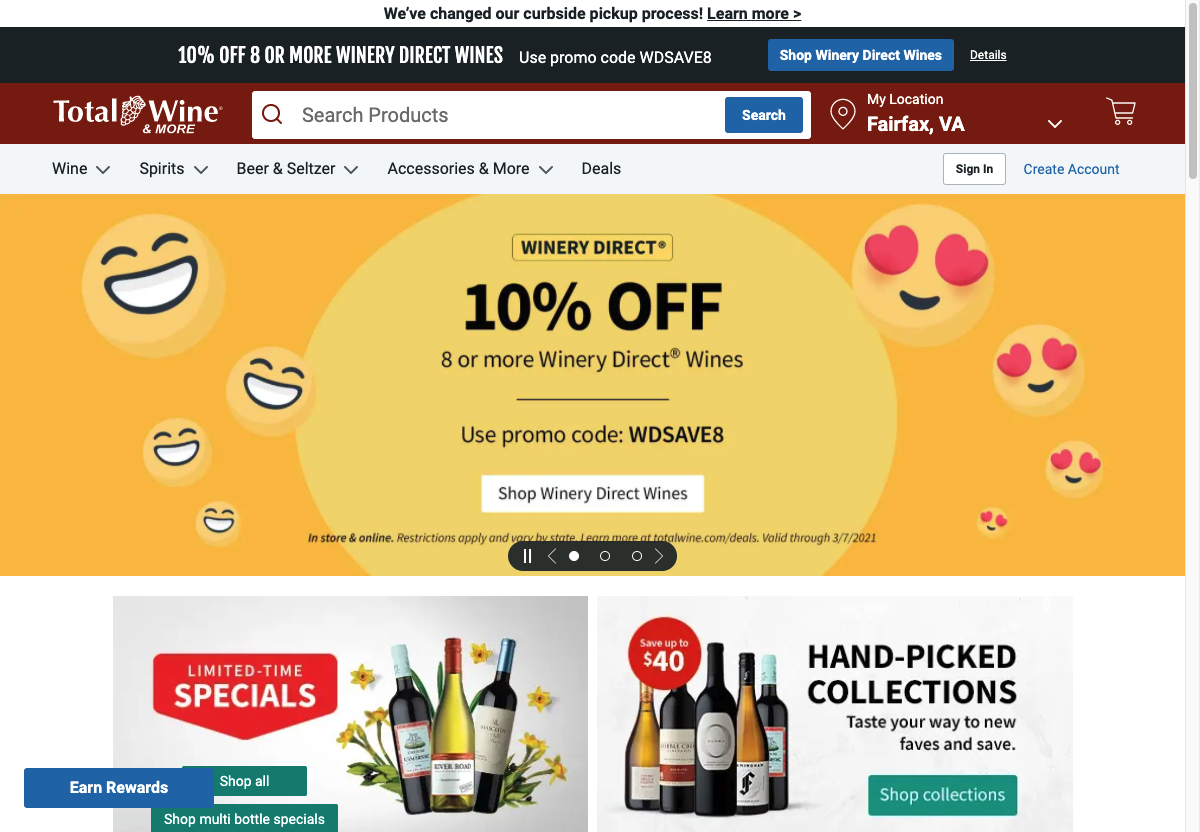 We've changed our curbside pickup process! Learn more >
10% OFF 8 OR MORE WINERY DIRECT WINES Use promo code WDSAVE8 Shop Winery Direct Wines Details
Total Wine & MORE
Search Products
Search
My Location
Fairfax, VA
Wine Spirits Beer & Seltzer Accessories & More Deals Sign In Create Account
WINERY DIRECT®
10% OFF
8 or more Winery Direct® Wines
Use promo code: WDSAVE8
Shop Winery Direct Wines
In store & online. Restrictions apply and vary by state. Learn more at totalwine.com/deals. Valid through 3/7/2021
LIMITED-TIME
SPECIALS
RIVER ROAD
Shop all
Earn Rewards
Shop multi bottle specials
Save up to
$40
HAND-PICKED
COLLECTIONS
Taste your way to new
faves and save.
Shop collections